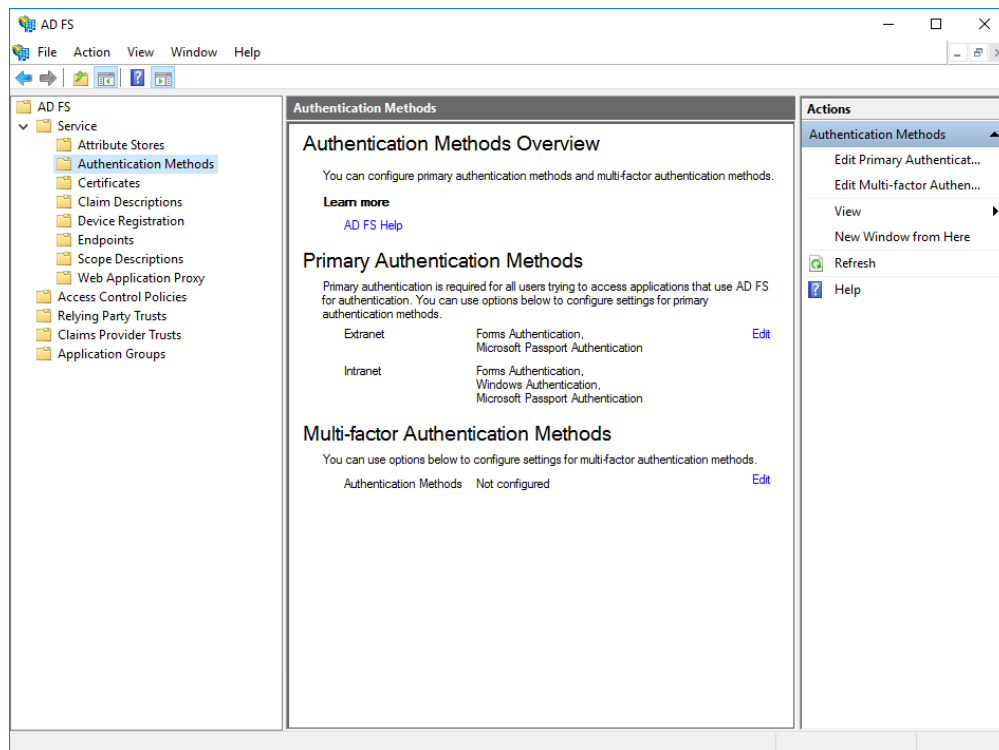 AD FS
File Action View Window Help
AD FS
Service
Attribute Stores
Authentication Methods
Certificates
Claim Descriptions
Device Registration
Endpoints
Scope Descriptions
Web Application Proxy
Access Control Policies
Relying Party Trusts
Claims Provider Trusts
Application Groups
Authentication Methods
Authentication Methods Overview
You can configure primary authentication methods and multi-factor authentication methods.
Learn more
AD FS Help
Primary Authentication Methods
Primary authentication is required for all users trying to access applications that use AD FS
for authentication. You can use options below to configure settings for primary
authentication methods.
Extranet Forms Authentication, Edit
Microsoft Passport Authentication
Intranet Forms Authentication,
Windows Authentication,
Microsoft Passport Authentication
Multi-factor Authentication Methods
You can use options below to configure settings for multi-factor authentication methods.
Authentication Methods Not configured Edit
Actions
Authentication Methods
Edit Primary Authenticat...
Edit Multi-factor Authen...
View
New Window from Here
Refresh
Help